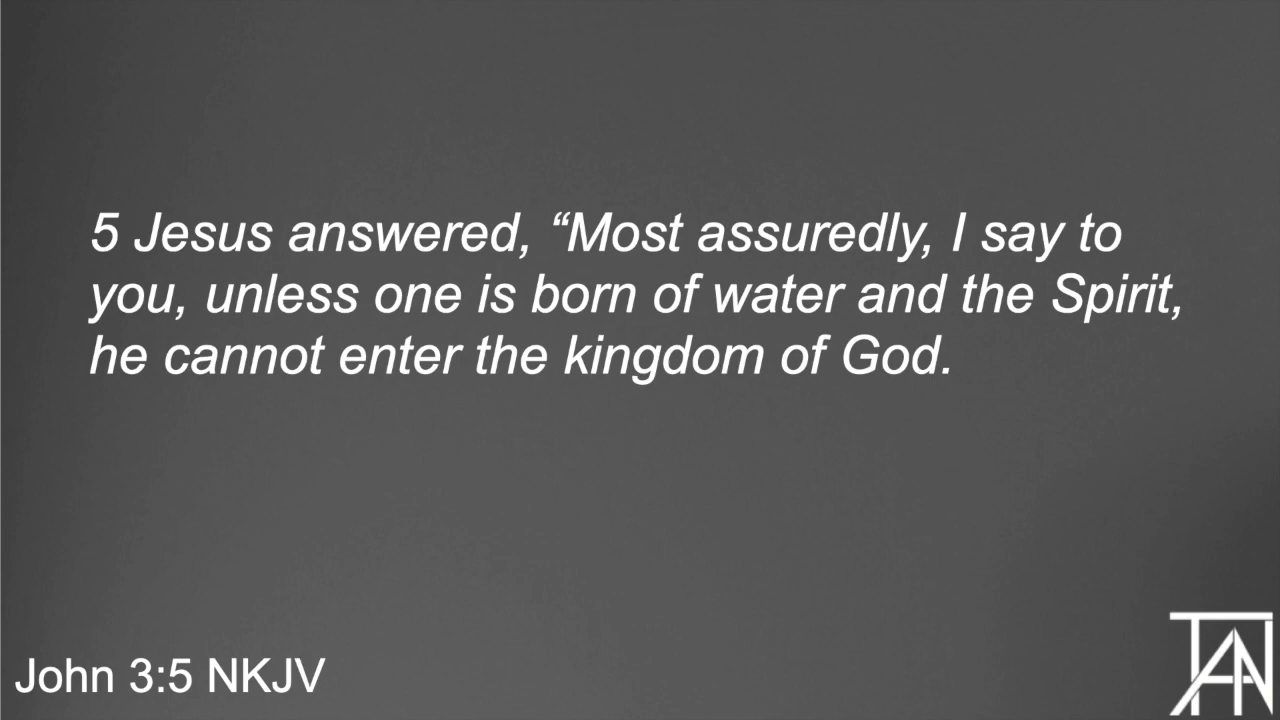 5 Jesus answered, “Most assuredly, I say to
you, unless one is born of water and the Spirit,
he cannot enter the kingdom of God.
John 3:5 NKJV